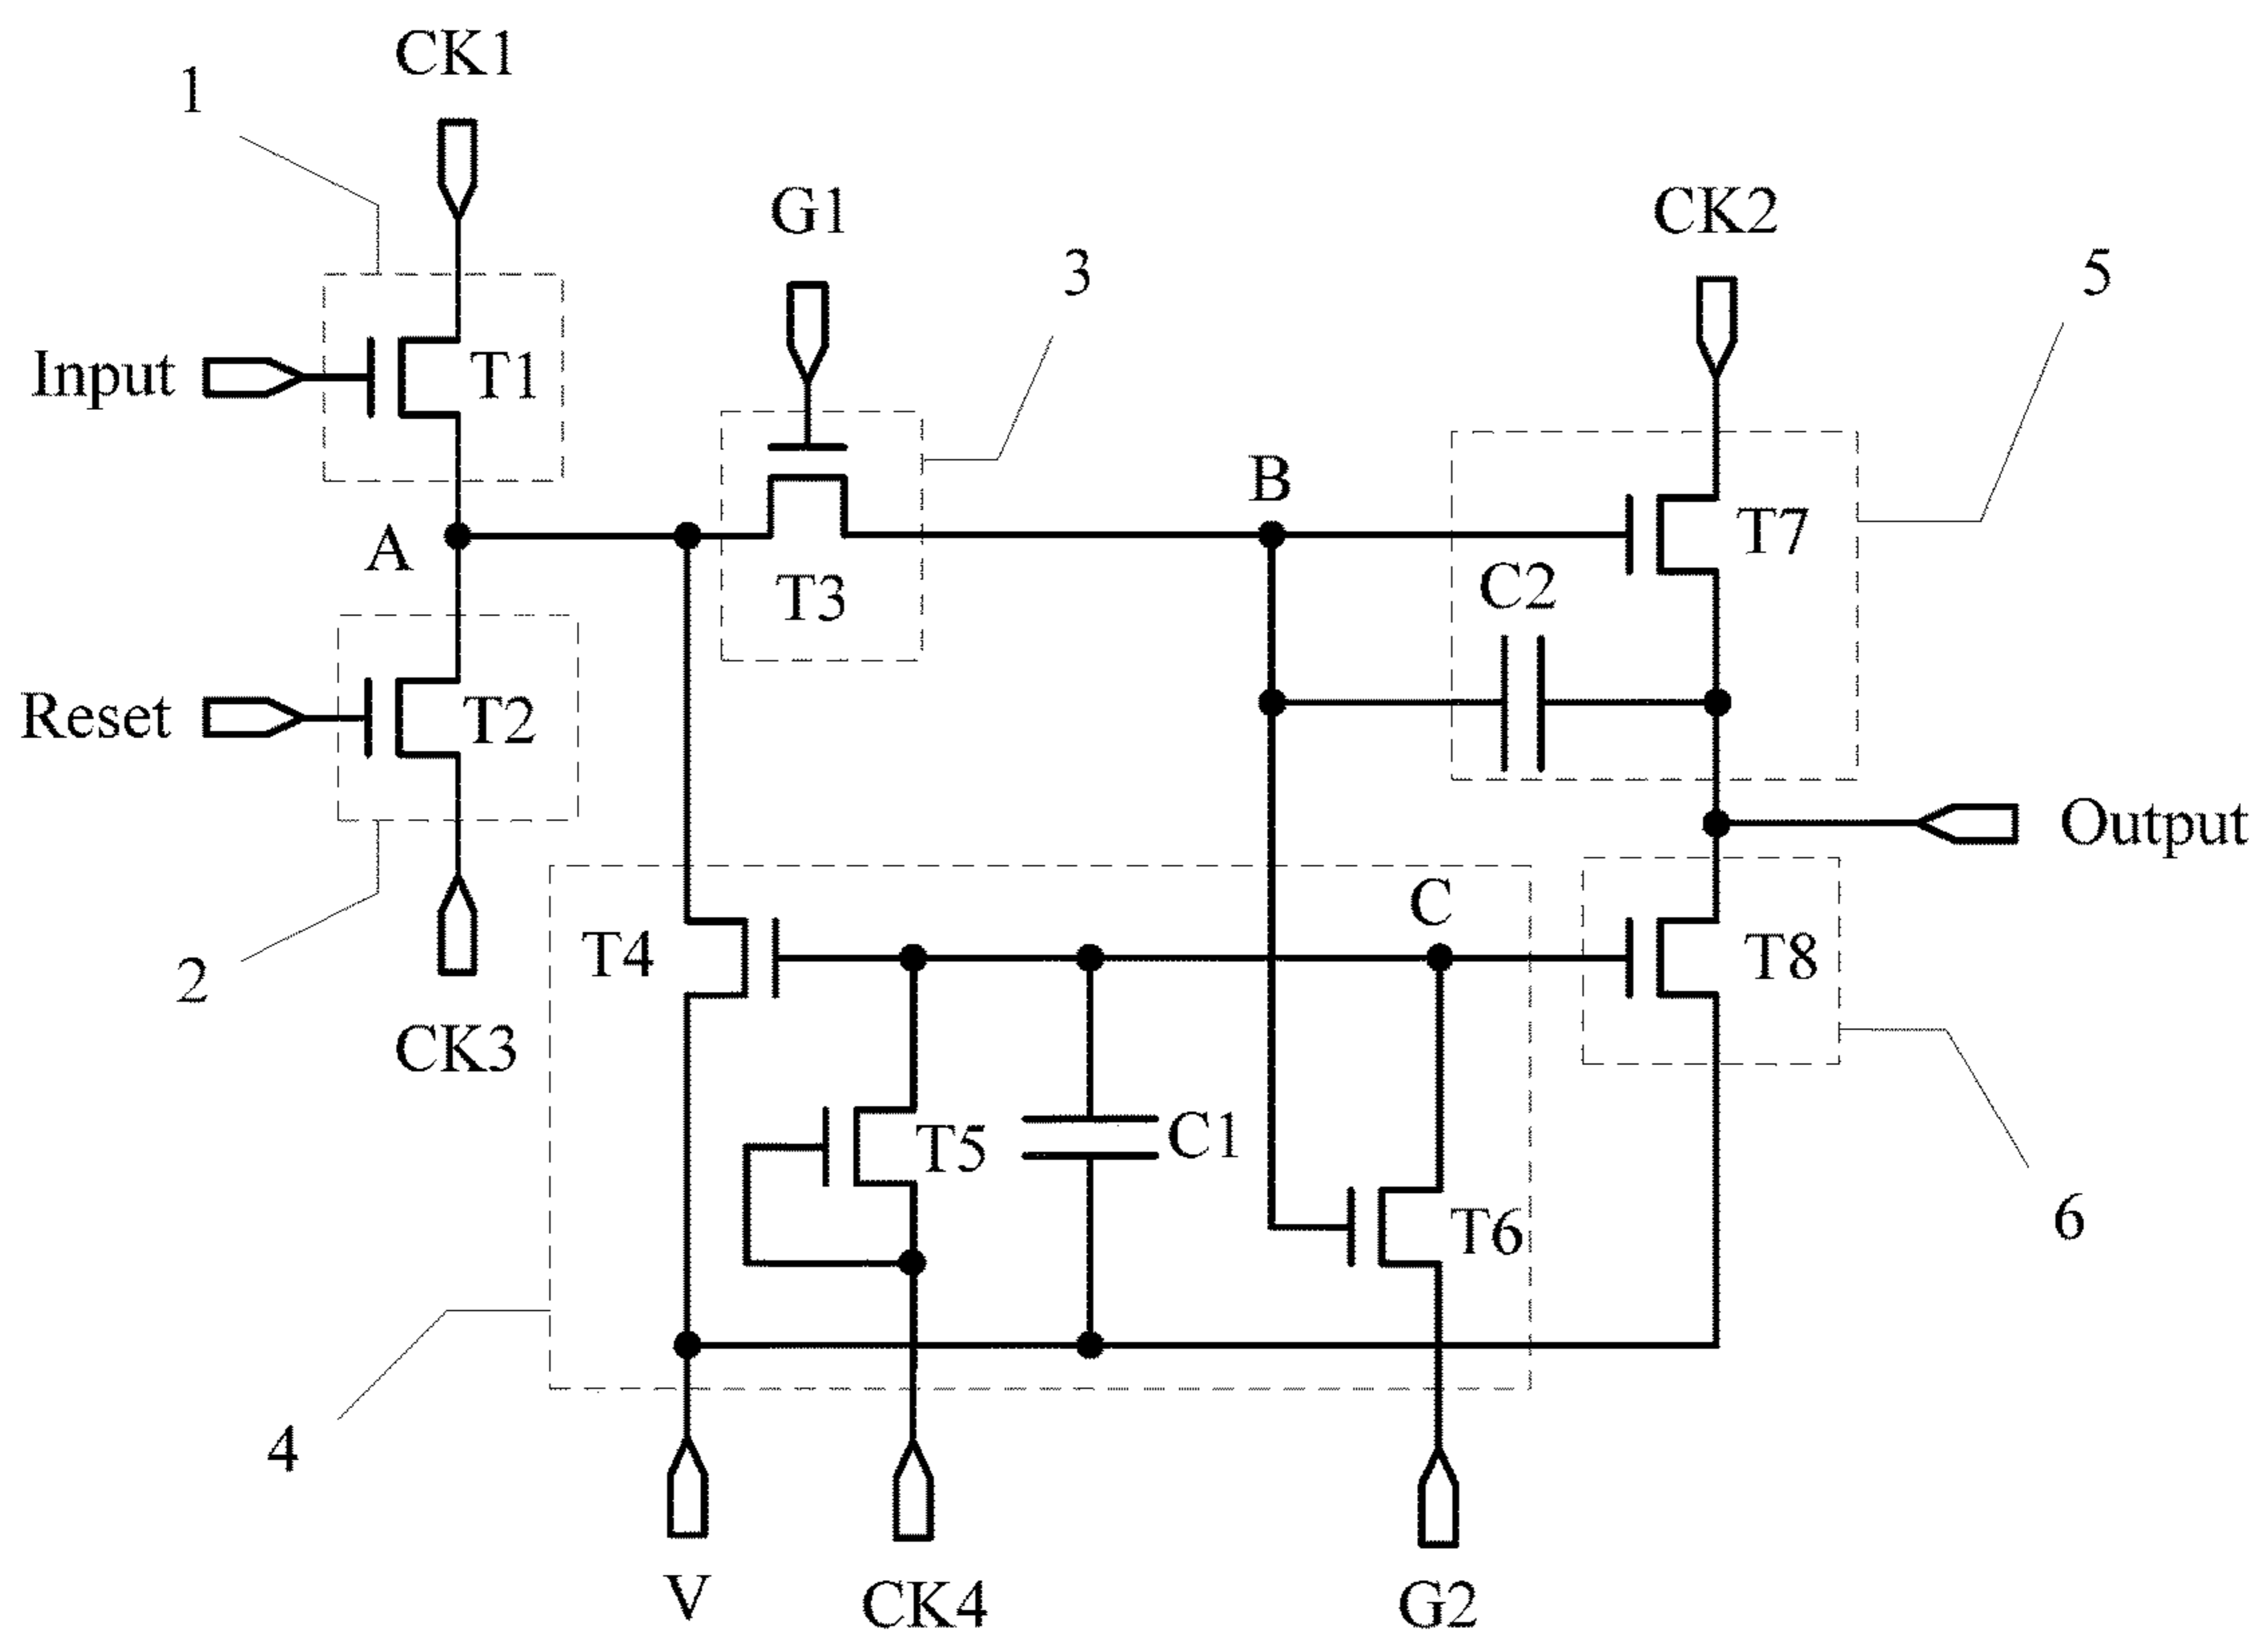 CK1
1
G1
CK2
3
5
Input
T1
B
T7
A
C2
T3
Reset
T2
Output
C
T4
T8
2
CK3
C1
T5
T6
6
4
V
CK4
G2